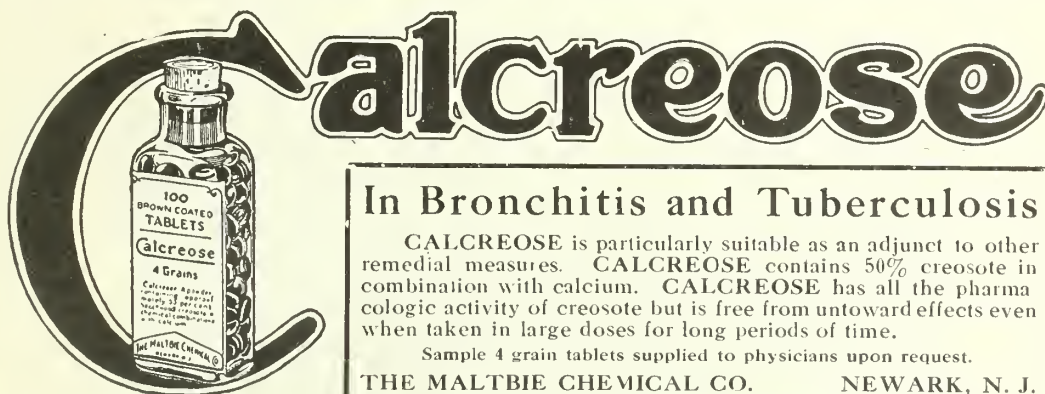 Calcreose
100
BROWN COATED
TABLETS
Calcreose
4 Grains
THE MALTBIE CHEMICAL CO
NEWARK N.J.
In Bronchitis and Tuberculosis
CALCREOSE is particularly suitable as an adjunct to other
remedial measures. CALCREOSE contains 50% creosote in
combination with calcium. CALCREOSE has all the pharma
cologic activity of creosote but is free from untoward effects even
when taken in large doses for long periods of time.
Sample 4 grain tablets supplied to physicians upon request.
THE MALTBIE CHEMICAL CO. NEWARK, N. J.